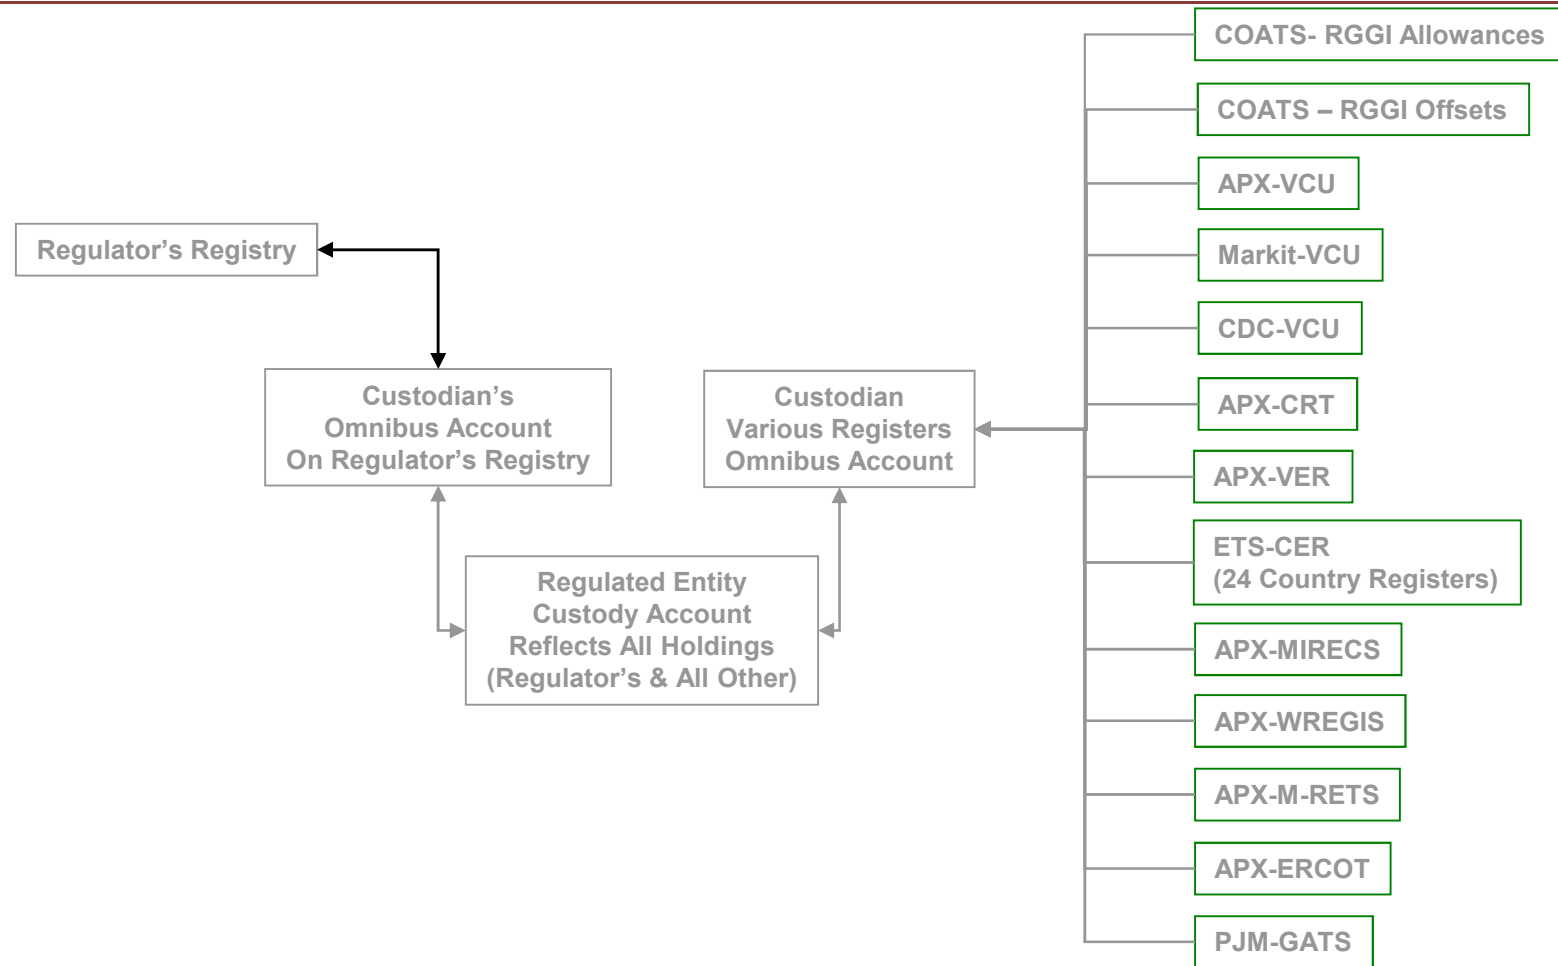 Regulator’s Registry
Custodian’s
Omnibus Account
On Regulator’s Registry
Regulated Entity
Custody Account
Reflects All Holdings
(Regulator’s & All Other)
Custodian
Various Registers
Omnibus Account
COATS- RGGI Allowances
COATS – RGGI Offsets
APX-VCU
Markit-VCU
CDC-VCU
APX-CRT
APX-VER
ETS-CER
(24 Country Registers)
APX-MIRECS
APX-WREGIS
APX-M-RETS
APX-ERCOT
PJM-GATS